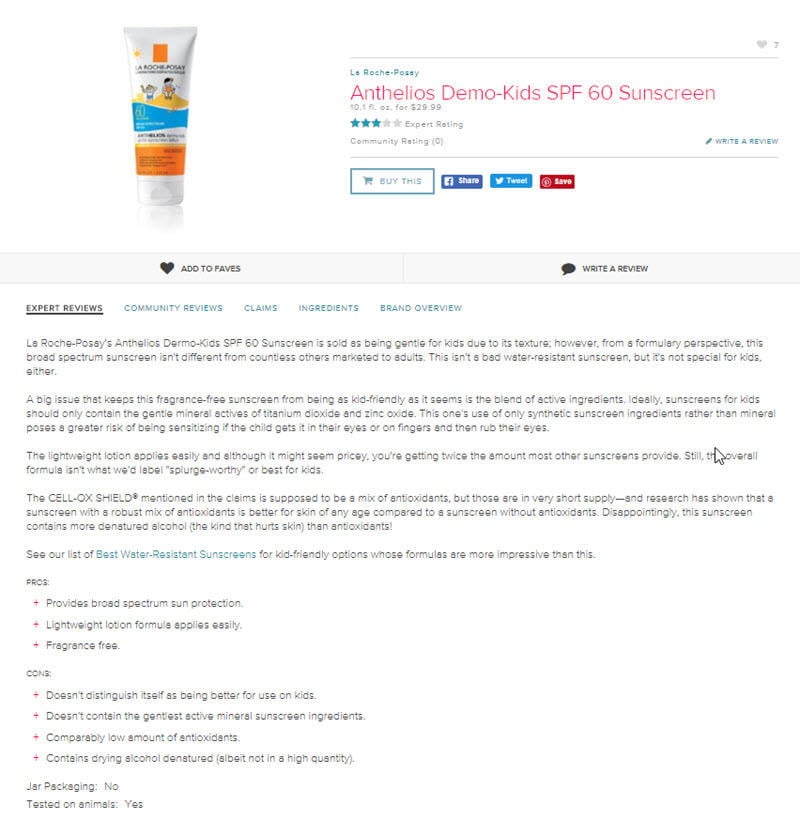 7
La Roche-Posay
Anthelios Demo-Kids SPF 60 Sunscreen
10.1 fl. oz. for $29.99
Expert Rating
Community Rating (0)
WRITE A REVIEW
BUY THIS
Share
Tweet
Save
LA ROCHE-POSAY
60
ANTHELIOS
ADD TO FAVES
WRITE A REVIEW
EXPERT REVIEWS COMMUNITY REVIEWS CLAIMS INGREDIENTS BRAND OVERVIEW
La Roche-Posay's Anthelios Dermo-Kids SPF 60 Sunscreen is sold as being gentle for kids due to its texture; however, from a formulary perspective, this
broad spectrum sunscreen isn't different from countless others marketed to adults. This isn't a bad water-resistant sunscreen, but it's not special for kids,
either.
A big issue that keeps this fragrance-free sunscreen from being as kid-friendly as it seems is the blend of active ingredients. Ideally, sunscreens for kids
should only contain the gentle mineral actives of titanium dioxide and zinc oxide. This one's use of only synthetic sunscreen ingredients rather than mineral
poses a greater risk of being sensitizing if the child gets it in their eyes or on fingers and then rub their eyes.
The lightweight lotion applies easily and although it might seem pricey, you're getting twice the amount most other sunscreens provide. Still, the overall
formula isn't what we'd label "splurge-worthy" or best for kids.
The CELL-OX SHIELD® mentioned in the claims is supposed to be a mix of antioxidants, but those are in very short supply—and research has shown that a
sunscreen with a robust mix of antioxidants is better for skin of any age compared to a sunscreen without antioxidants. Disappointingly, this sunscreen
contains more denatured alcohol (the kind that hurts skin) than antioxidants!
See our list of Best Water-Resistant Sunscreens for kid-friendly options whose formulas are more impressive than this.
PROS:
+ Provides broad spectrum sun protection.
+ Lightweight lotion formula applies easily.
+ Fragrance free.
CONS:
+ Doesn't distinguish itself as being better for use on kids.
+ Doesn't contain the gentlest active mineral sunscreen ingredients.
+ Comparably low amount of antioxidants.
+ Contains drying alcohol denatured (albeit not in a high quantity).
Jar Packaging: No
Tested on animals: Yes